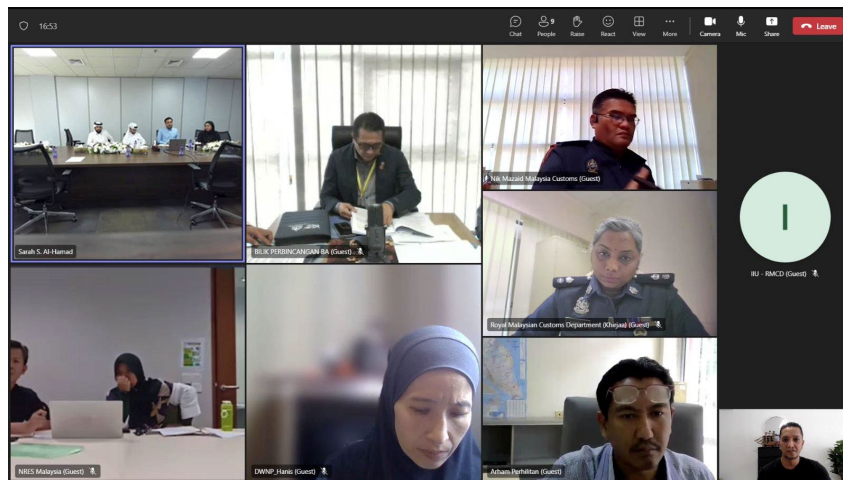 16:53
Chat
9
People
Raise
React
View
More
Camera
Mic
Share
Leave
Sarah S. Al-Hamad
BILIK PERBINCANGAN BA (Guest)
Nik Mazaid Malaysia Customs (Guest)
Royal Malaysian Customs Department (Khirjaa) (Guest)
I
IIU - RMCD (Guest)
NRES Malaysia (Guest)
DWNP_Hanis (Guest)
Arham Perhilitan (Guest)